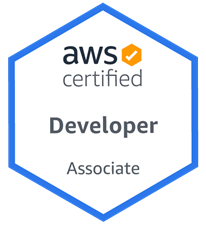 aws
certified
Developer
Associate